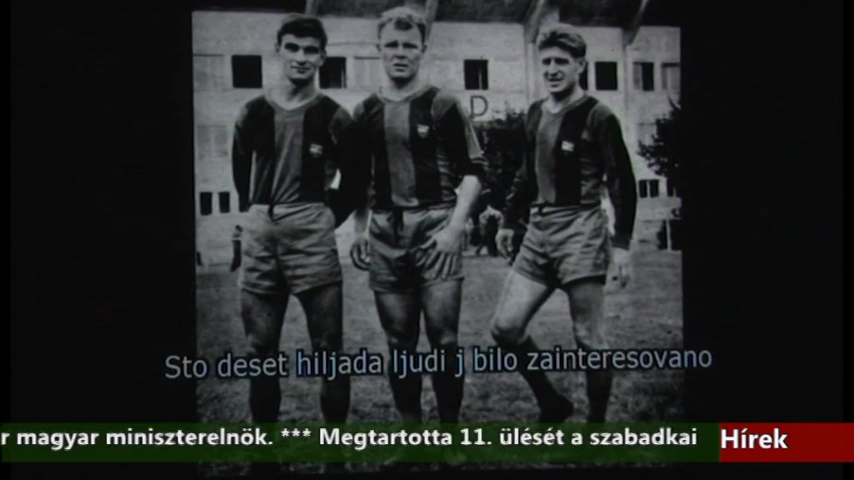 D
Sto deset hiljada ljudi j bilo zainteresovano
r magyar miniszterelnök. *** Megtartotta 11. ülését a szabadkai
Hírek